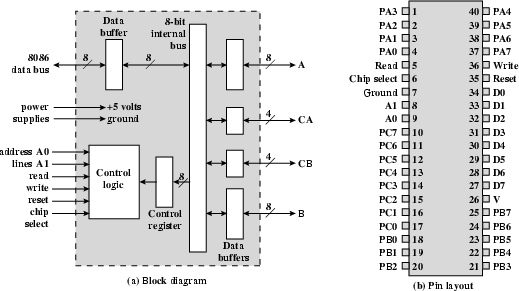 Data
buffer
8-bit
internal
bus
8086
data bus
8
8
8
A
power
supplies
+5 volts
ground
4
CA
address A0
lines A1
read
write
reset
chip
select
Control
logic
8
4
CB
Control
register
8
B
Data
buffers
(a) Block diagram
PA3 1 40 PA4
PA2 2 39 PA5
PA1 3 38 PA6
PA0 4 37 PA7
Read 5 36 Write
Chip select 6 35 Reset
Ground 7 34 D0
A1 8 33 D1
A0 9 32 D2
PC7 10 31 D3
PC6 11 30 D4
PC5 12 29 D5
PC4 13 28 D6
PC3 14 27 D7
PC2 15 26 V
PC1 16 25 PB7
PC0 17 24 PB6
PB0 18 23 PB5
PB1 19 22 PB4
PB2 20 21 PB3
(b) Pin layout